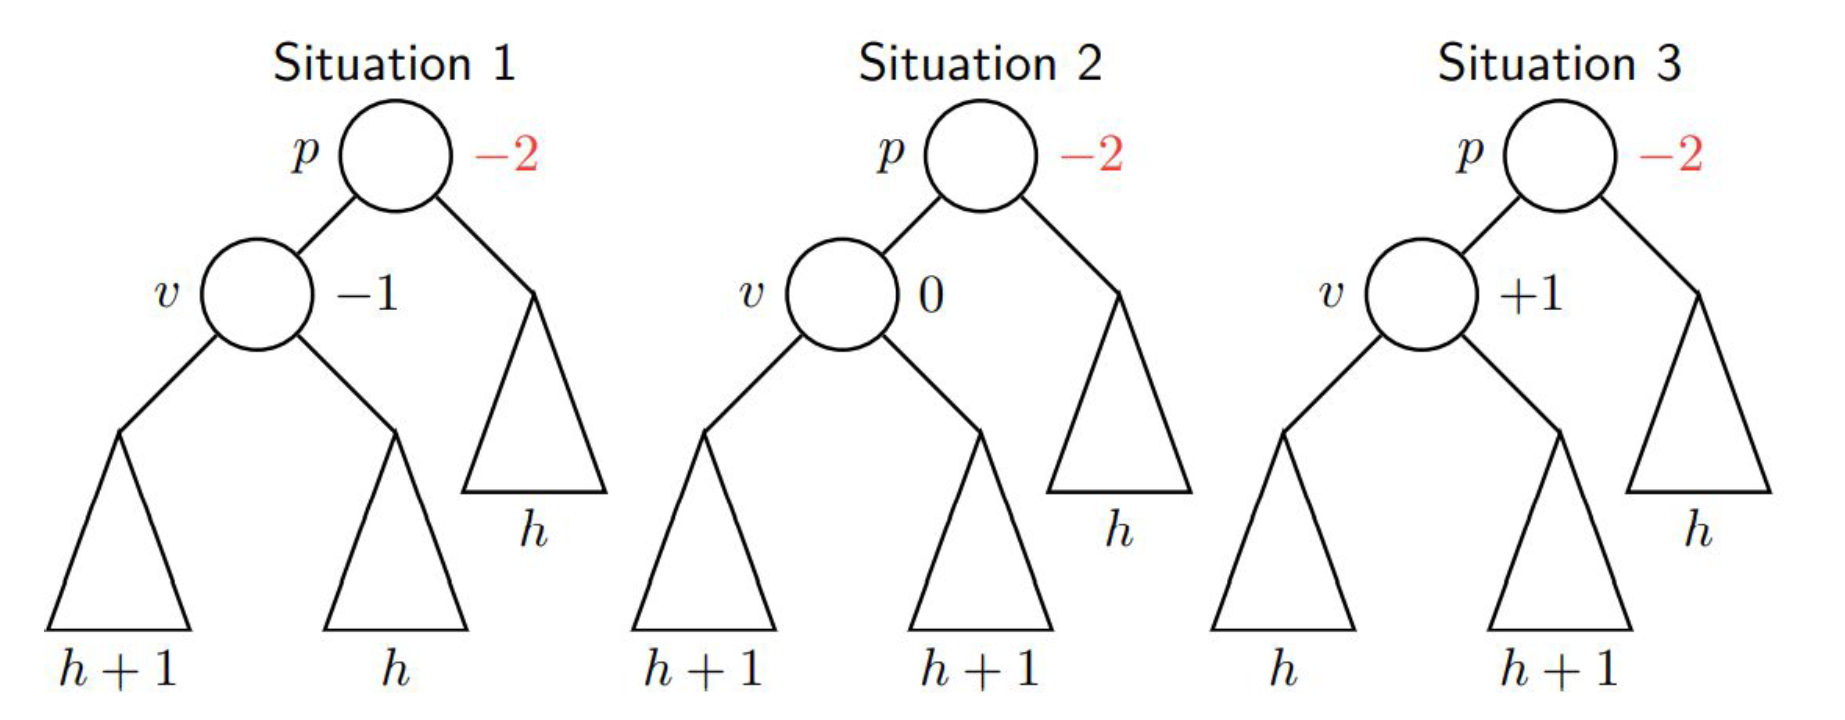 Situation 1 Situation 2 Situation 3
p −2 p −2 p −2
v −1 v 0 v +1
h h h
h + 1 h h + 1 h + 1 h h + 1